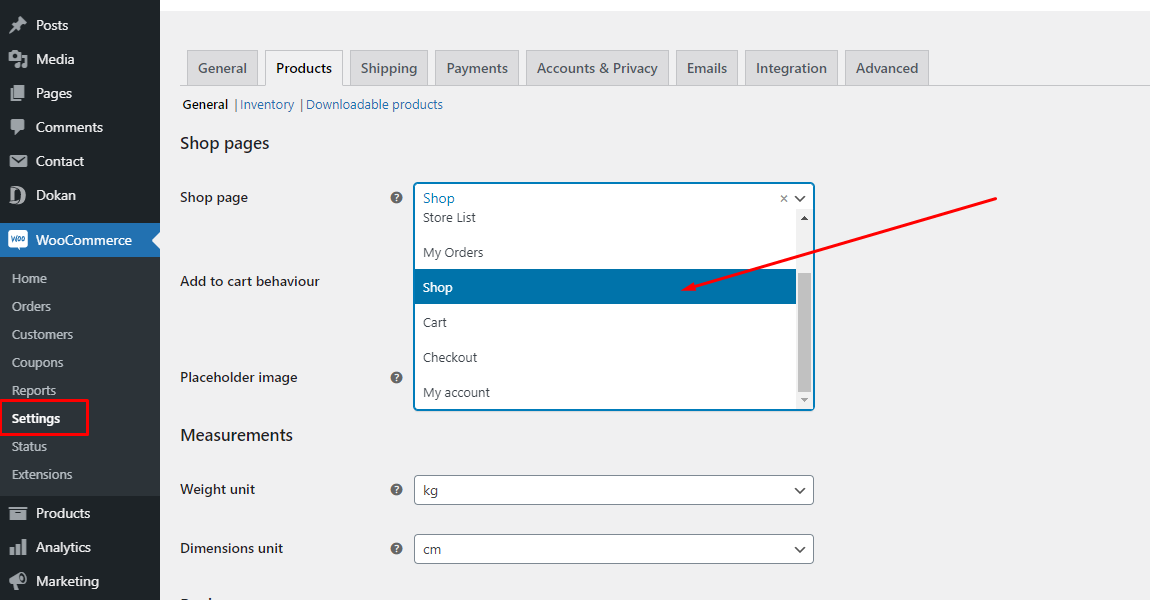 Posts
Media
Pages
Comments
Contact
Dokan
WOO WooCommerce
Home
Orders
Customers
Coupons
Reports
Settings
Status
Extensions
Products
Analytics
Marketing
General Products Shipping Payments Accounts & Privacy Emails Integration Advanced
General | Inventory | Downloadable products
Shop pages
Shop page ? Shop ×
Store List
My Orders
Add to cart behaviour
Shop
Cart
Checkout
Placeholder image ?
My account
Measurements
Weight unit ? kg
Dimensions unit ? cm